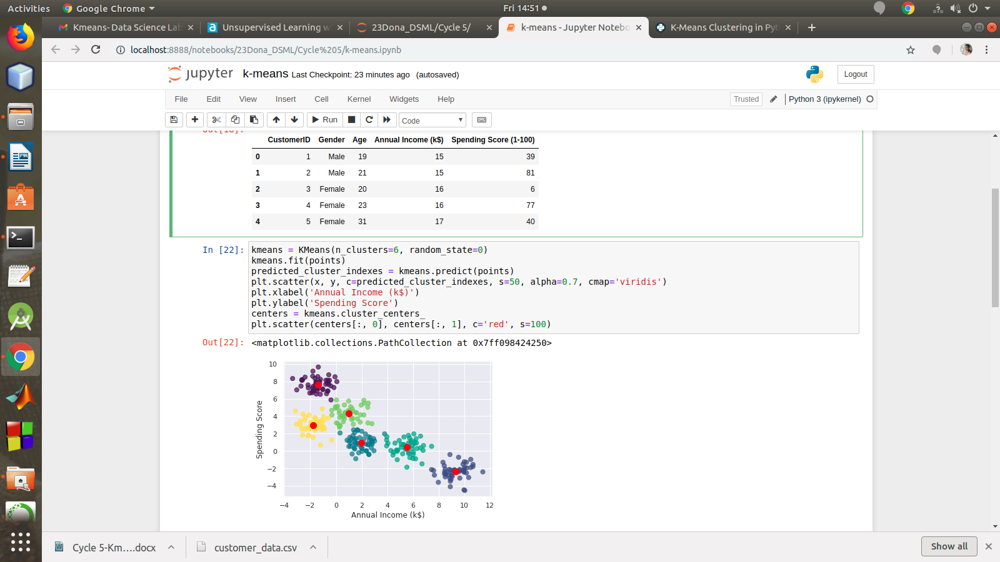 Activities Google Chrome Fri 14:51
Kmeans- Data Science Lab Unsupervised Learning w 23Dona_DSML/Cycle 5/ k-means - Jupyter Notebo K-Means Clustering in Pyt
localhost:8888/notebooks/23Dona_DSML/Cycle%205/k-means.ipynb
jupyter k-means Last Checkpoint: 23 minutes ago (autosaved) Logout
File Edit View Insert Cell Kernel Widgets Help Trusted Python 3 (ipykernel)
Run Code
Out[18]:
CustomerID Gender Age Annual Income (k$) Spending Score (1-100)
0 1 Male 19 15 39
1 2 Male 21 15 81
2 3 Female 20 16 6
3 4 Female 23 16 77
4 5 Female 31 17 40
In [22]: kmeans = KMeans(n_clusters=6, random_state=0)
kmeans.fit(points)
predicted_cluster_indexes = kmeans.predict(points)
plt.scatter(x, y, c=predicted_cluster_indexes, s=50, alpha=0.7, cmap='viridis')
plt.xlabel('Annual Income (k$)')
plt.ylabel('Spending Score')
centers = kmeans.cluster_centers_
plt.scatter(centers[:, 0], centers[:, 1], c='red', s=100)
Out[22]: <matplotlib.collections.PathCollection at 0x7ff098424250>
10
8
6
4
2
0
−2
−4
Spending Score
−4 −2 0 2 4 6 8 10 12
Annual Income (k$)
Cycle 5-Km....docx customer_data.csv Show all